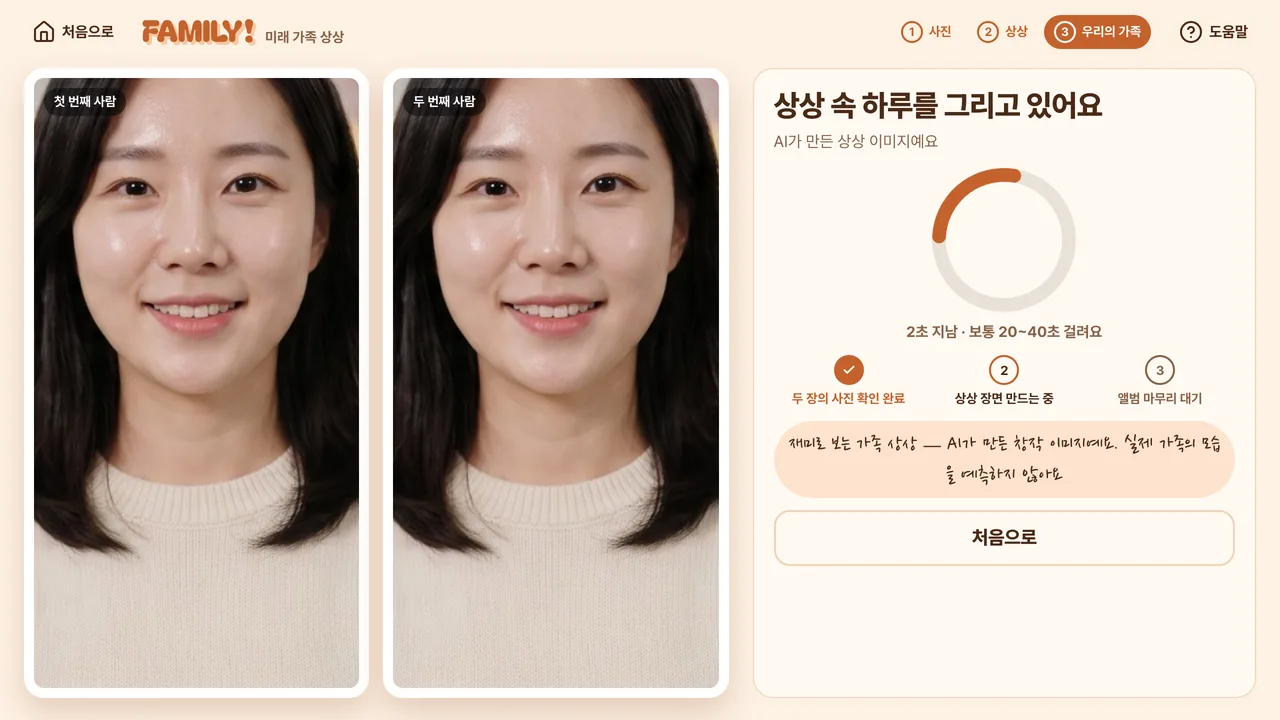 처음으로
FAMILY!
미래 가족 상상
1 사진
2 상상
3 우리의 가족
? 도움말
첫 번째 사람
두 번째 사람
상상 속 하루를 그리고 있어요
AI가 만든 상상 이미지예요
2초 지남 · 보통 20~40초 걸려요
2
3
두 장의 사진 확인 완료
상상 장면 만드는 중
앨범 마무리 대기
재미로 보는 가족 상상 — AI가 만든 창작 이미지예요. 실제 가족의 모습
을 예측하지 않아요
처음으로